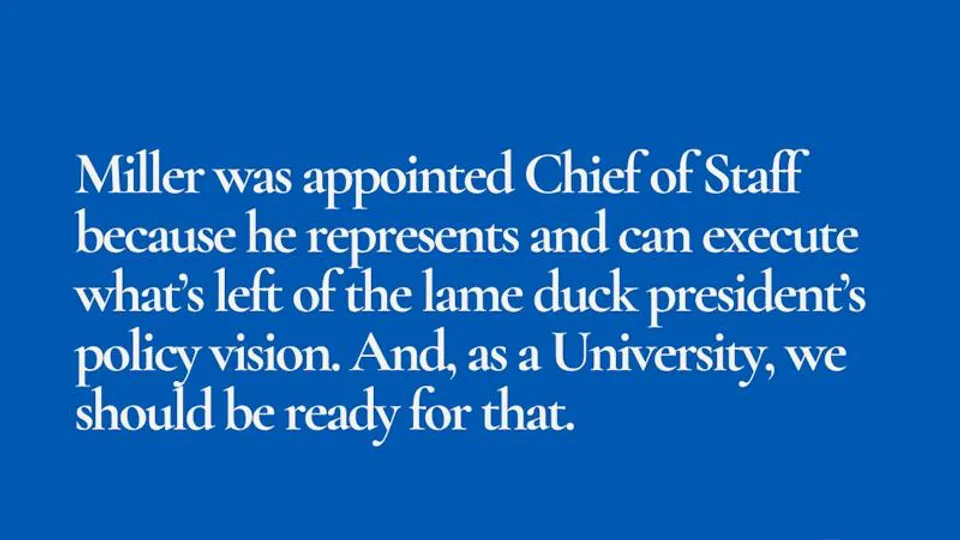 Miller was appointed Chief of Staff
because he represents and can execute
what’s left of the lame duck president’s
policy vision. And, as a University, we
should be ready for that.